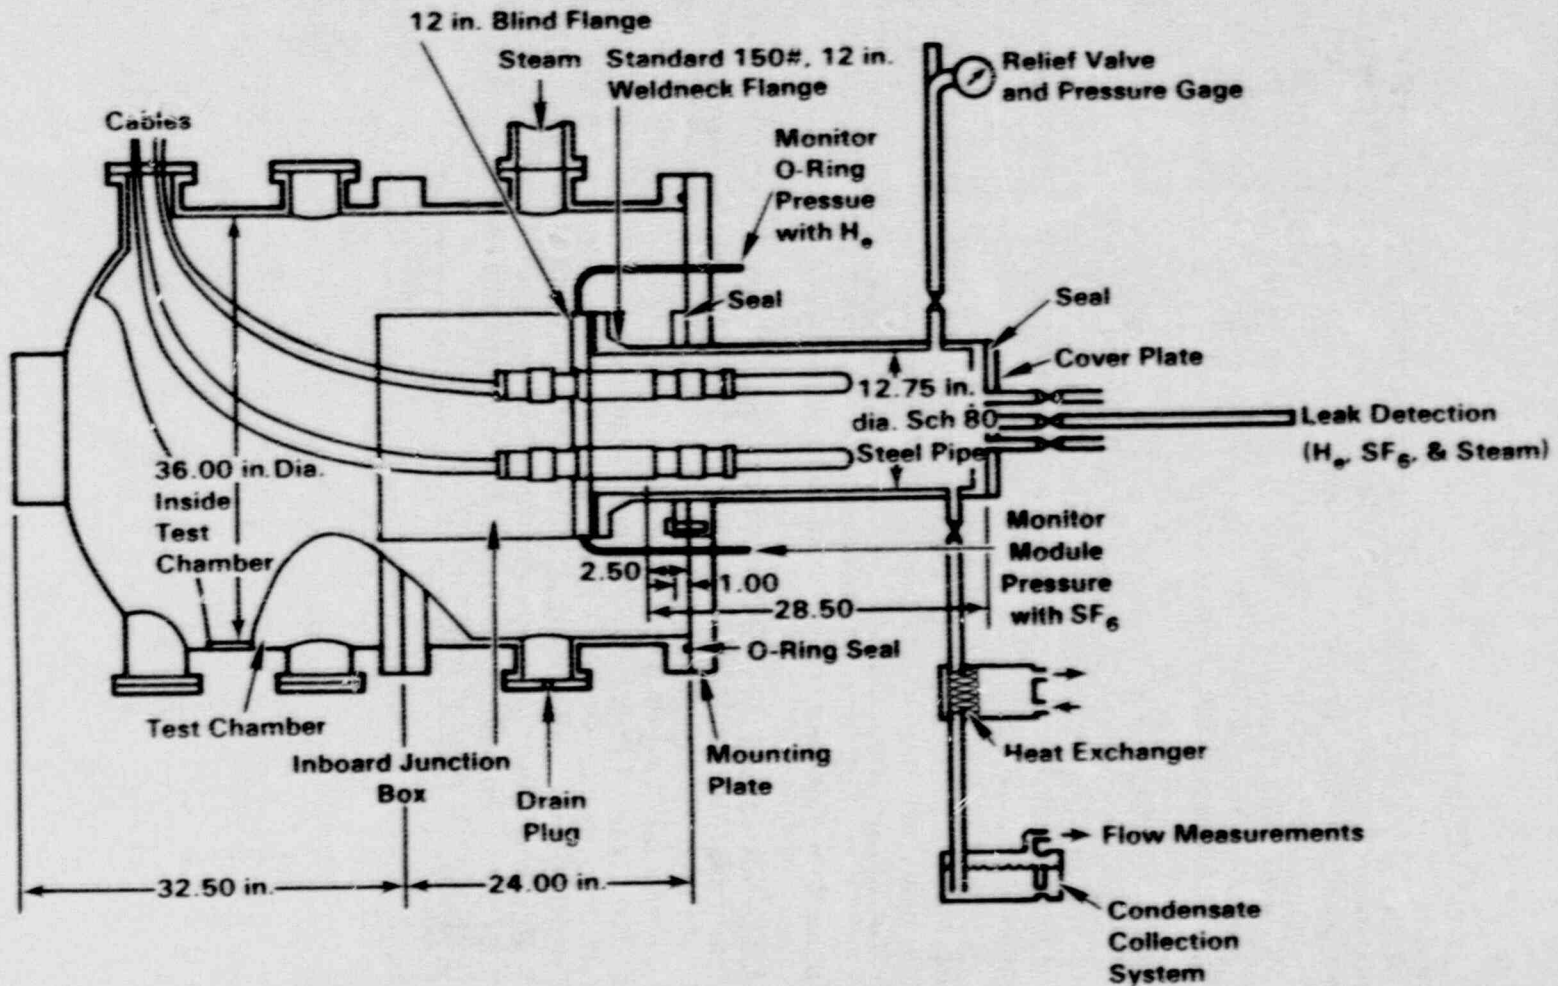 12 in. Blind Flange
Steam
Standard 150#, 12 in.
Weldneck Flange
Relief Valve
and Pressure Gage
Cables
Monitor
O-Ring
Pressue
with Hₑ
Seal
Seal
Cover Plate
12.75 in.
dia. Sch 80
Steel Pipe
Leak Detection
(Hₑ, SF₆, & Steam)
36.00 in. Dia.
Inside
Test
Chamber
Monitor
Module
Pressure
with SF₆
2.50
1.00
28.50
O-Ring Seal
Test Chamber
Inboard Junction
Box
Drain
Plug
Mounting
Plate
Heat Exchanger
Flow Measurements
32.50 in.
24.00 in.
Condensate
Collection
System